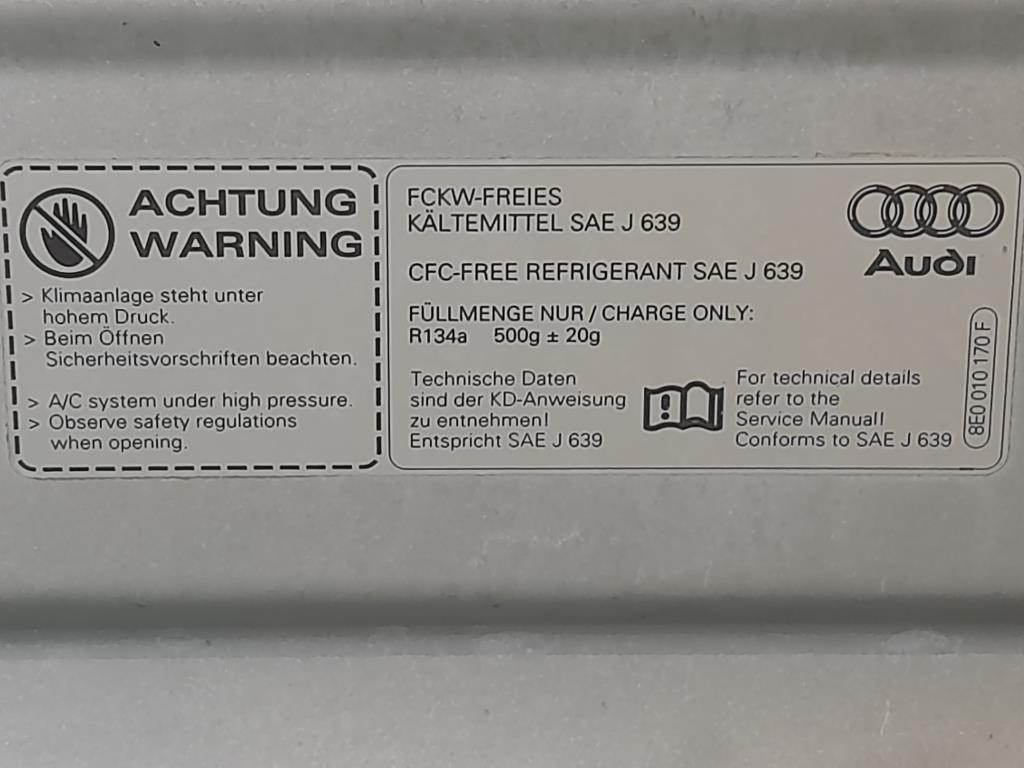 ACHTUNG
WARNING
> Klimaanlage steht unter
hohem Druck.
> Beim Öffnen
Sicherheitsvorschriften beachten.
> A/C system under high pressure.
> Observe safety regulations
when opening.
FCKW-FREIES
KÄLTEMITTEL SAE J 639
CFC-FREE REFRIGERANT SAE J 639
FÜLLMENGE NUR / CHARGE ONLY:
R134a 500g ± 20g
Technische Daten
sind der KD-Anweisung
zu entnehmen!
Entspricht SAE J 639
!
For technical details
refer to the
Service Manual!
Conforms to SAE J 639
Audi
8E0 010 170 F